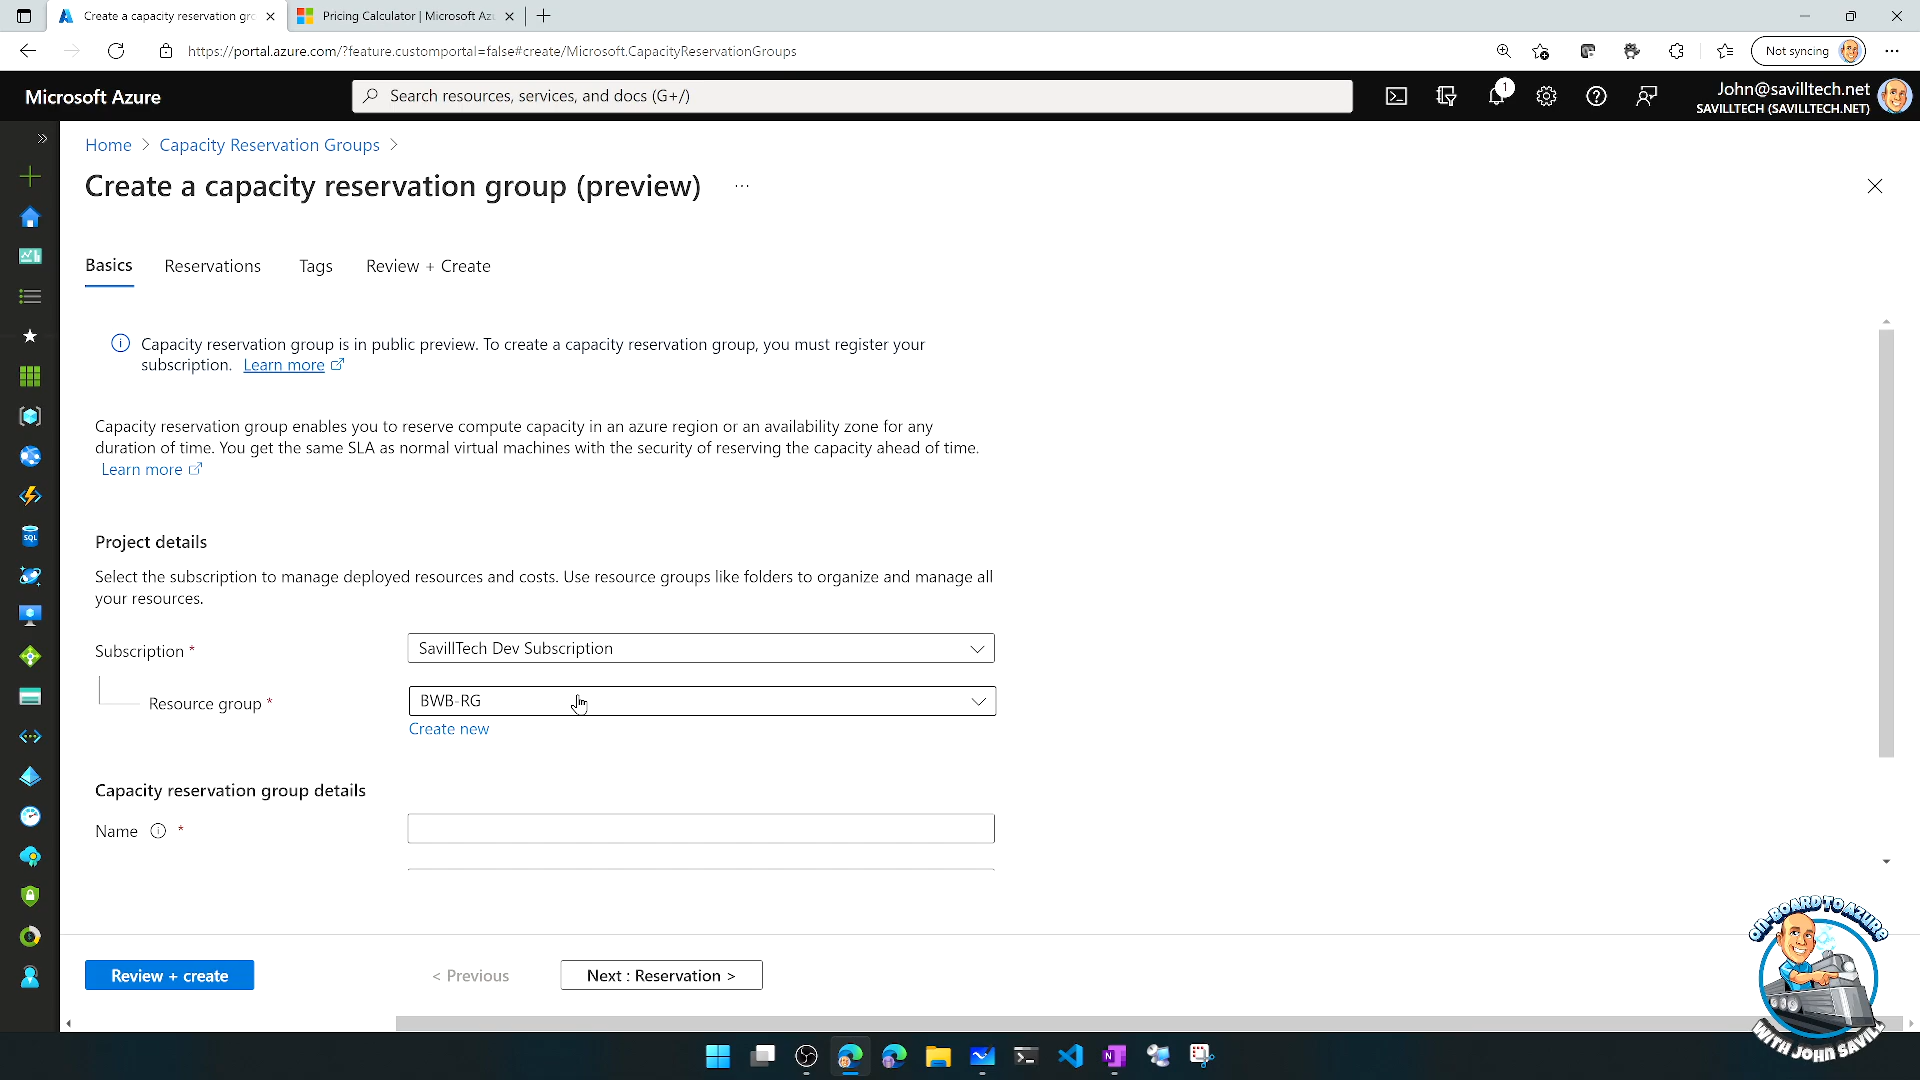 Create a capacity reservation gro
Pricing Calculator | Microsoft Az
https://portal.azure.com/?feature.customportal=false#create/Microsoft.CapacityReservationGroups
Not syncing
Microsoft Azure
Search resources, services, and docs (G+/)
1
John@savilltech.net
SAVILLTECH (SAVILLTECH.NET)
Home > Capacity Reservation Groups >
Create a capacity reservation group (preview) ...
Basics
Reservations
Tags
Review + Create
Capacity reservation group is in public preview. To create a capacity reservation group, you must register your
subscription. Learn more
Capacity reservation group enables you to reserve compute capacity in an azure region or an availability zone for any
duration of time. You get the same SLA as normal virtual machines with the security of reserving the capacity ahead of time.
Learn more
Project details
Select the subscription to manage deployed resources and costs. Use resource groups like folders to organize and manage all
your resources.
Subscription *
SavillTech Dev Subscription
Resource group *
BWB-RG
Create new
Capacity reservation group details
Name *
Review + create
< Previous
Next : Reservation >
ON-BOARD TO AZURE
WITH JOHN SAVILL